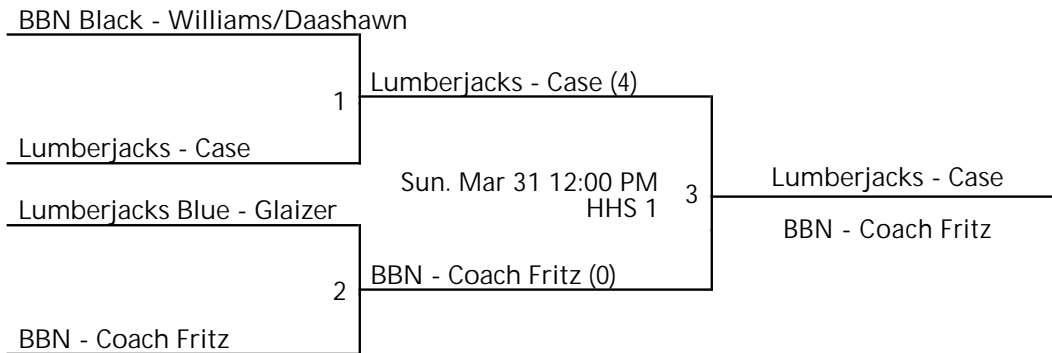 BBN Black - Williams/Daashawn
1
Lumberjacks - Case (4)
Lumberjacks - Case
Sun. Mar 31 12:00 PM
HHS 1
3
Lumberjacks - Case
BBN - Coach Fritz
Lumberjacks Blue - Glaizer
2
BBN - Coach Fritz (0)
BBN - Coach Fritz